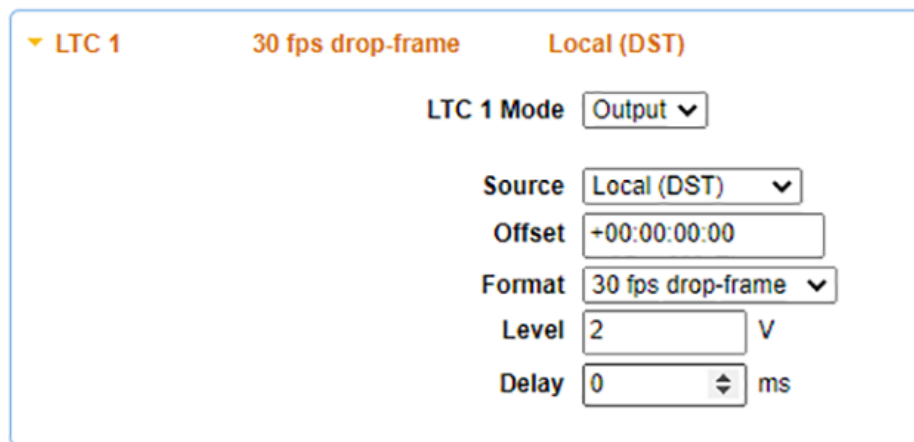 LTC 1 30 fps drop-frame Local (DST)
LTC 1 Mode Output
Source Local (DST)
Offset +00:00:00:00
Format 30 fps drop-frame
Level 2 V
Delay 0 ms